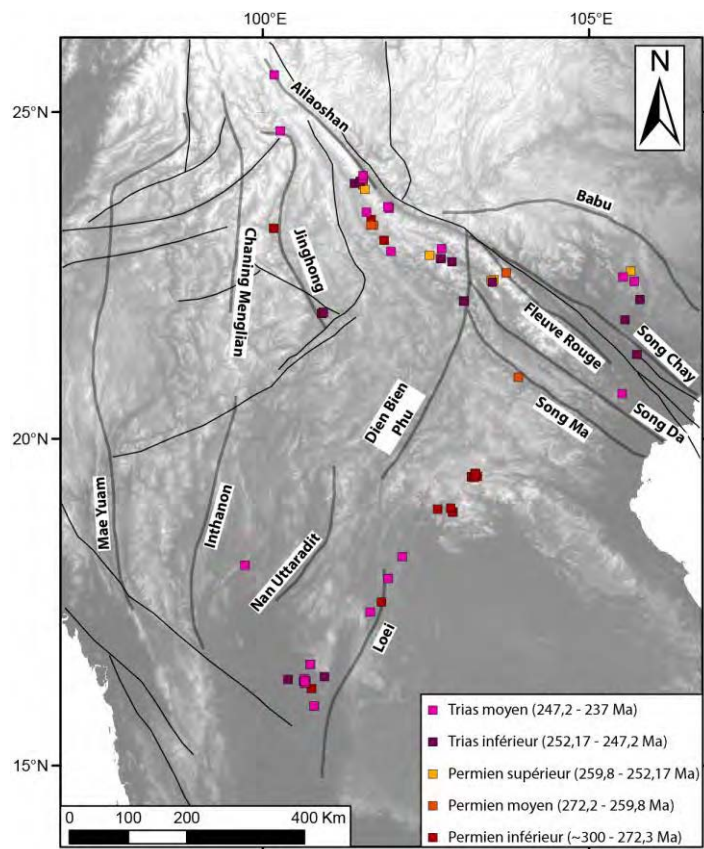 100°E
105°E
N
25°N
Ailaoshan
Babu
Chaning Menglian
Jinghong
Fleuve Rouge
Song Chay
Dien Bien
Phu
Song Da
Song Ma
20°N
Mae Yuam
Inthanon
Nan Uttaradit
Loei
Trias moyen (247,2 - 237 Ma)
Trias inférieur (252,17 - 247,2 Ma)
Permien supérieur (259,8 - 252,17 Ma)
Permien moyen (272,2 - 259,8 Ma)
Permien inférieur (~300 - 272,3 Ma)
15°N
0 100 200 400 Km